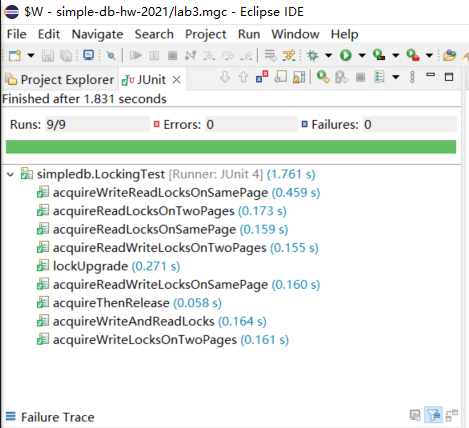 $W - simple-db-hw-2021/lab3.mgc - Eclipse IDE
File Edit Navigate Search Project Run Window Help
Project Explorer JUnit
Finished after 1.831 seconds
Runs: 9/9 Errors: 0 Failures: 0
simpledb.LockingTest [Runner: JUnit 4] (1.761 s)
acquireWriteReadLocksOnSamePage (0.459 s)
acquireReadLocksOnTwoPages (0.173 s)
acquireReadLocksOnSamePage (0.159 s)
acquireReadWriteLocksOnTwoPages (0.155 s)
lockUpgrade (0.271 s)
acquireReadWriteLocksOnSamePage (0.160 s)
acquireThenRelease (0.058 s)
acquireWriteAndReadLocks (0.164 s)
acquireWriteLocksOnTwoPages (0.161 s)
Failure Trace